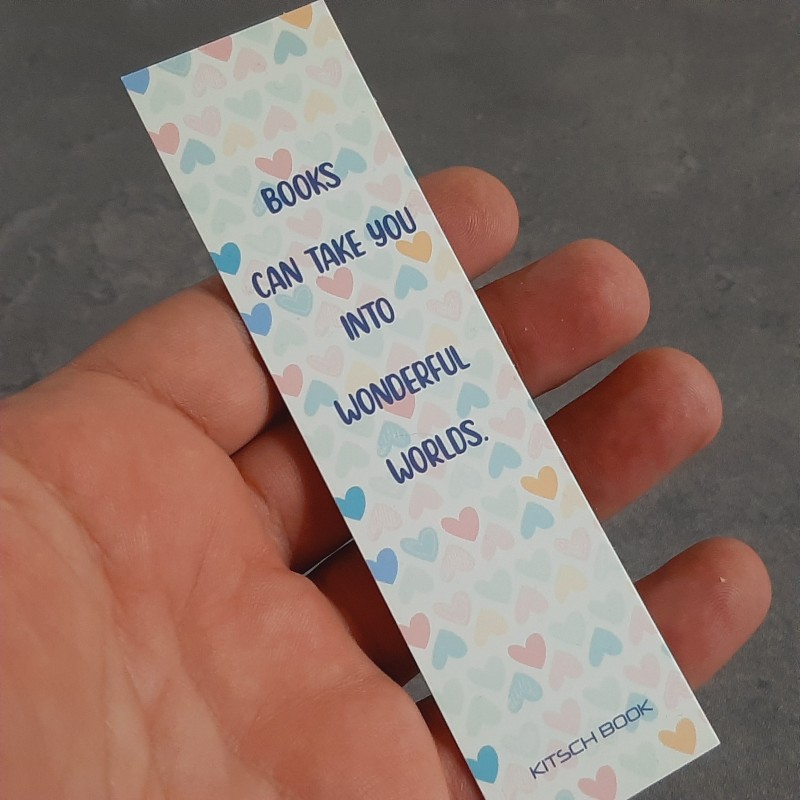 BOOKS
CAN TAKE YOU
INTO
WONDERFUL
WORLDS.
KITSCH BOOK